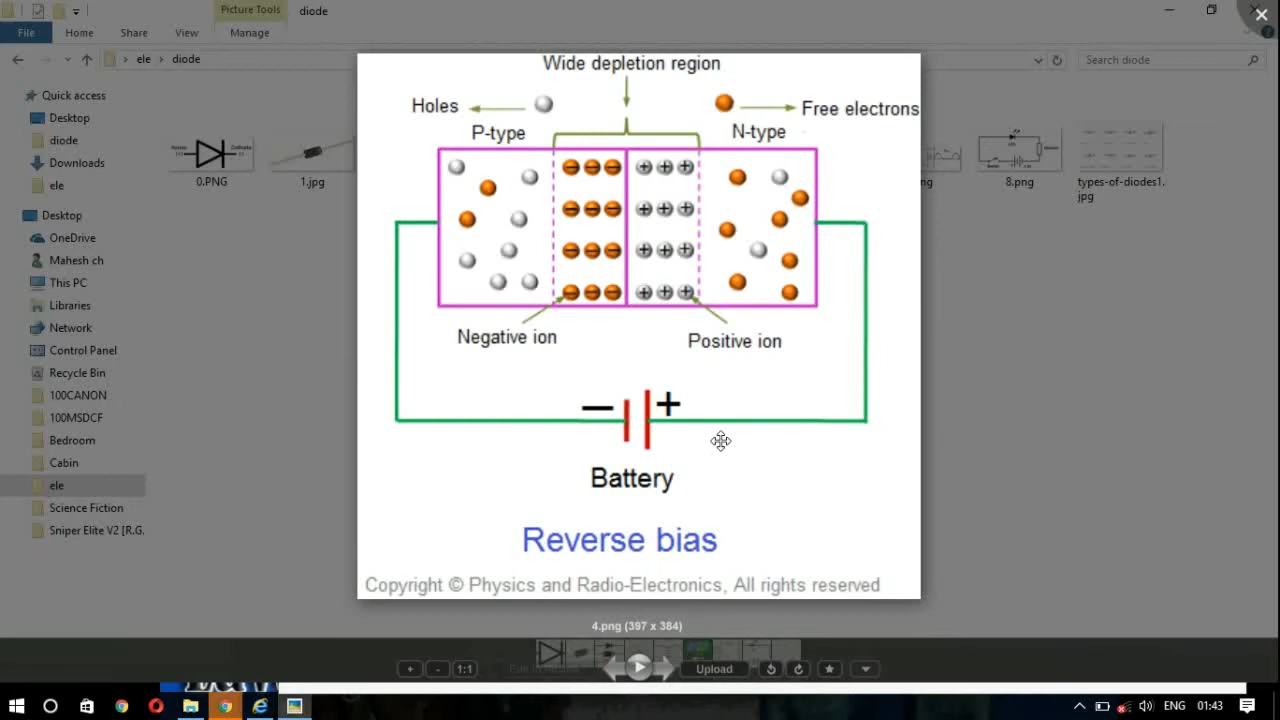 Picture Tools
diode
File
Home
Share
View
Manage
ele
diode
Search diode
Quick access
Desktop
diode
Downloads
ele
Desktop
OneDrive
Mahesh ch
This PC
Libraries
Network
Control Panel
Recycle Bin
100CANON
100MSDCF
Bedroom
Cabin
ele
Science Fiction
Sniper Elite V2 [R.G.
0.PNG
1.jpg
8.png
types-of-diodes1.
jpg
Wide depletion region
Holes
Free electrons
P-type
N-type
Negative ion
Positive ion
− +
Battery
Reverse bias
Copyright © Physics and Radio-Electronics, All rights reserved
4.png (397 x 384)
+ - 1:1
Upload
ENG 01:43